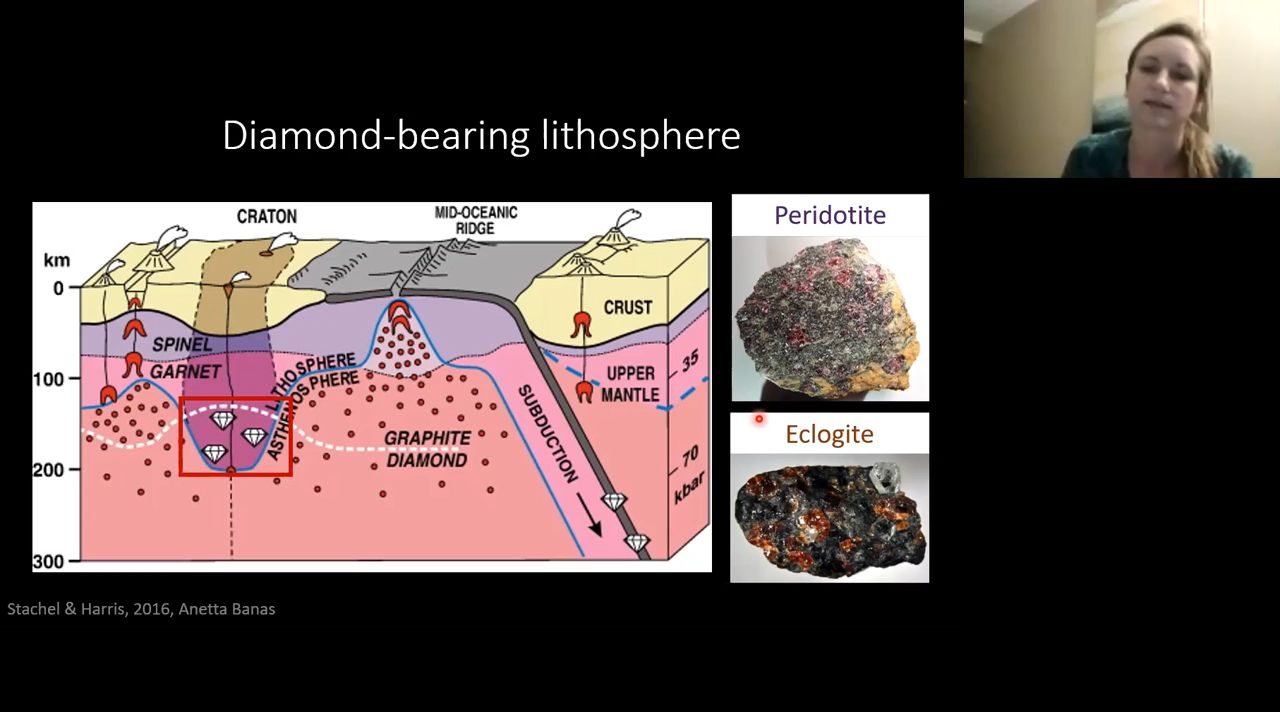 Diamond-bearing lithosphere
CRATON
MID-OCEANIC
RIDGE
km
0
100
200
300
SPINEL
GARNET
LITHOSPHERE
ASTHENOSPHERE
GRAPHITE
DIAMOND
SUBDUCTION
CRUST
UPPER
MANTLE
35
70
kbar
Peridotite
Eclogite
Stachel & Harris, 2016, Anetta Banas